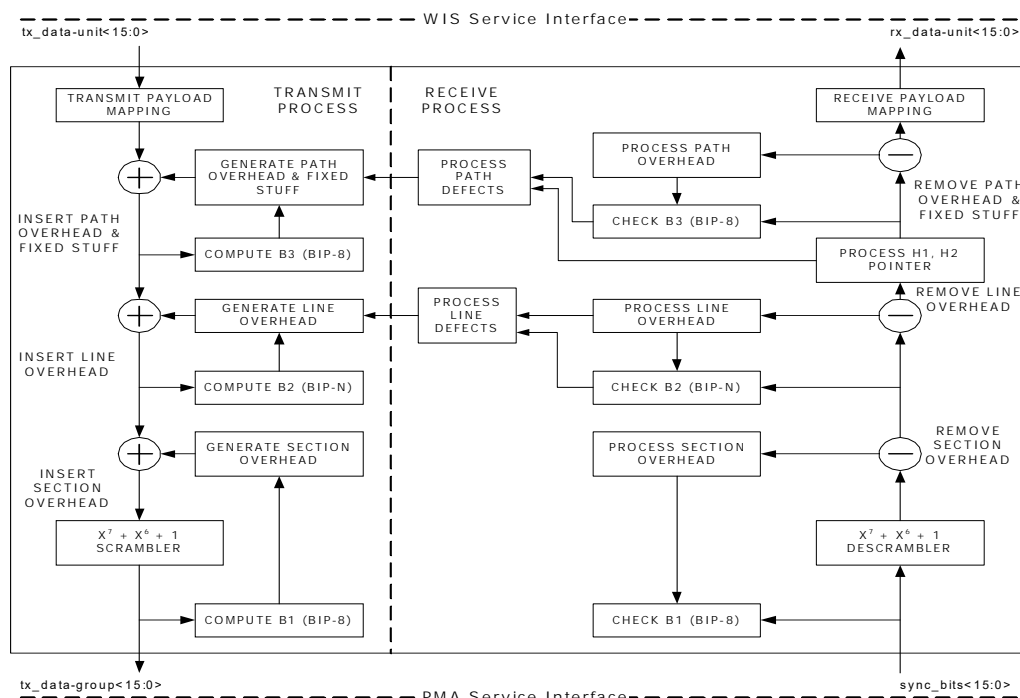 WIS Service Interface
tx_data-unit<15:0>
rx_data-unit<15:0>
TRANSMIT PAYLOAD
MAPPING
TRANSMIT
PROCESS
RECEIVE
PROCESS
RECEIVE PAYLOAD
MAPPING
GENERATE PATH
OVERHEAD & FIXED
STUFF
PROCESS
PATH
DEFECTS
PROCESS PATH
OVERHEAD
INSERT PATH
OVERHEAD &
FIXED STUFF
REMOVE PATH
OVERHEAD &
FIXED STUFF
COMPUTE B3 (BIP-8)
CHECK B3 (BIP-8)
PROCESS H1, H2
POINTER
REMOVE LINE
OVERHEAD
GENERATE LINE
OVERHEAD
PROCESS
LINE
DEFECTS
PROCESS LINE
OVERHEAD
INSERT LINE
OVERHEAD
COMPUTE B2 (BIP-N)
CHECK B2 (BIP-N)
GENERATE SECTION
OVERHEAD
PROCESS SECTION
OVERHEAD
REMOVE
SECTION
OVERHEAD
INSERT
SECTION
OVERHEAD
X⁷ + X⁶ + 1
SCRAMBLER
X⁷ + X⁶ + 1
DESCRAMBLER
COMPUTE B1 (BIP-8)
CHECK B1 (BIP-8)
tx_data-group<15:0>
sync_bits<15:0>
PMA Service Interface